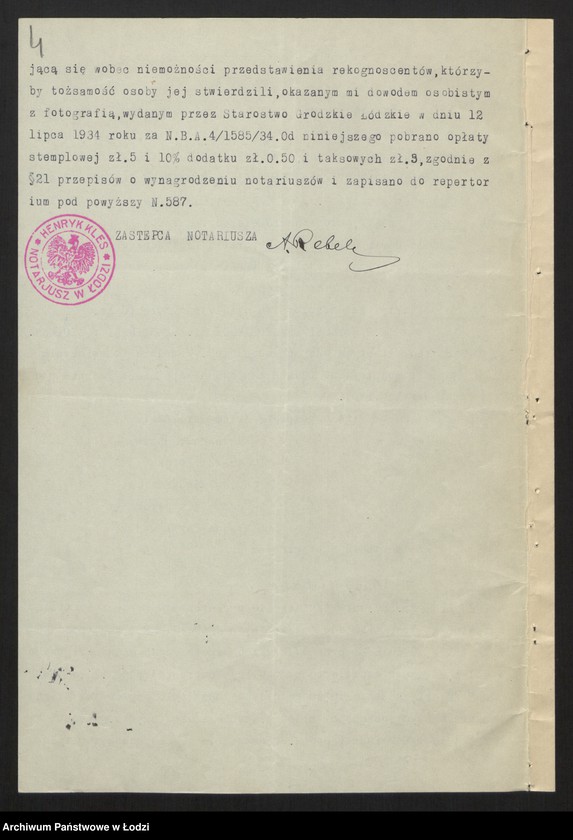 4
jącą się wobec niemożności przedstawienia rekognoscentów,którzy-
by tożsamość osoby jej stwierdzili,okazanym mi dowodem osobistym
z fotografią,wydanym przez Starostwo Grodzkie Łódzkie w dniu 12
lipca 1934 roku za N.B.A.4/1585/34.Od niniejszego pobrano opłaty
stemplowej zł.5 i 10% dodatku zł.0.50 i taksowych zł.3,zgodnie z
§21 przepisów o wynagrodzeniu notariuszów i zapisano do repertor
ium pod powyższy N.587.
ZASTĘPCA NOTARIUSZA
HENRYK KLES
NOTARJUSZ W ŁODZI
Archiwum Państwowe w Łodzi